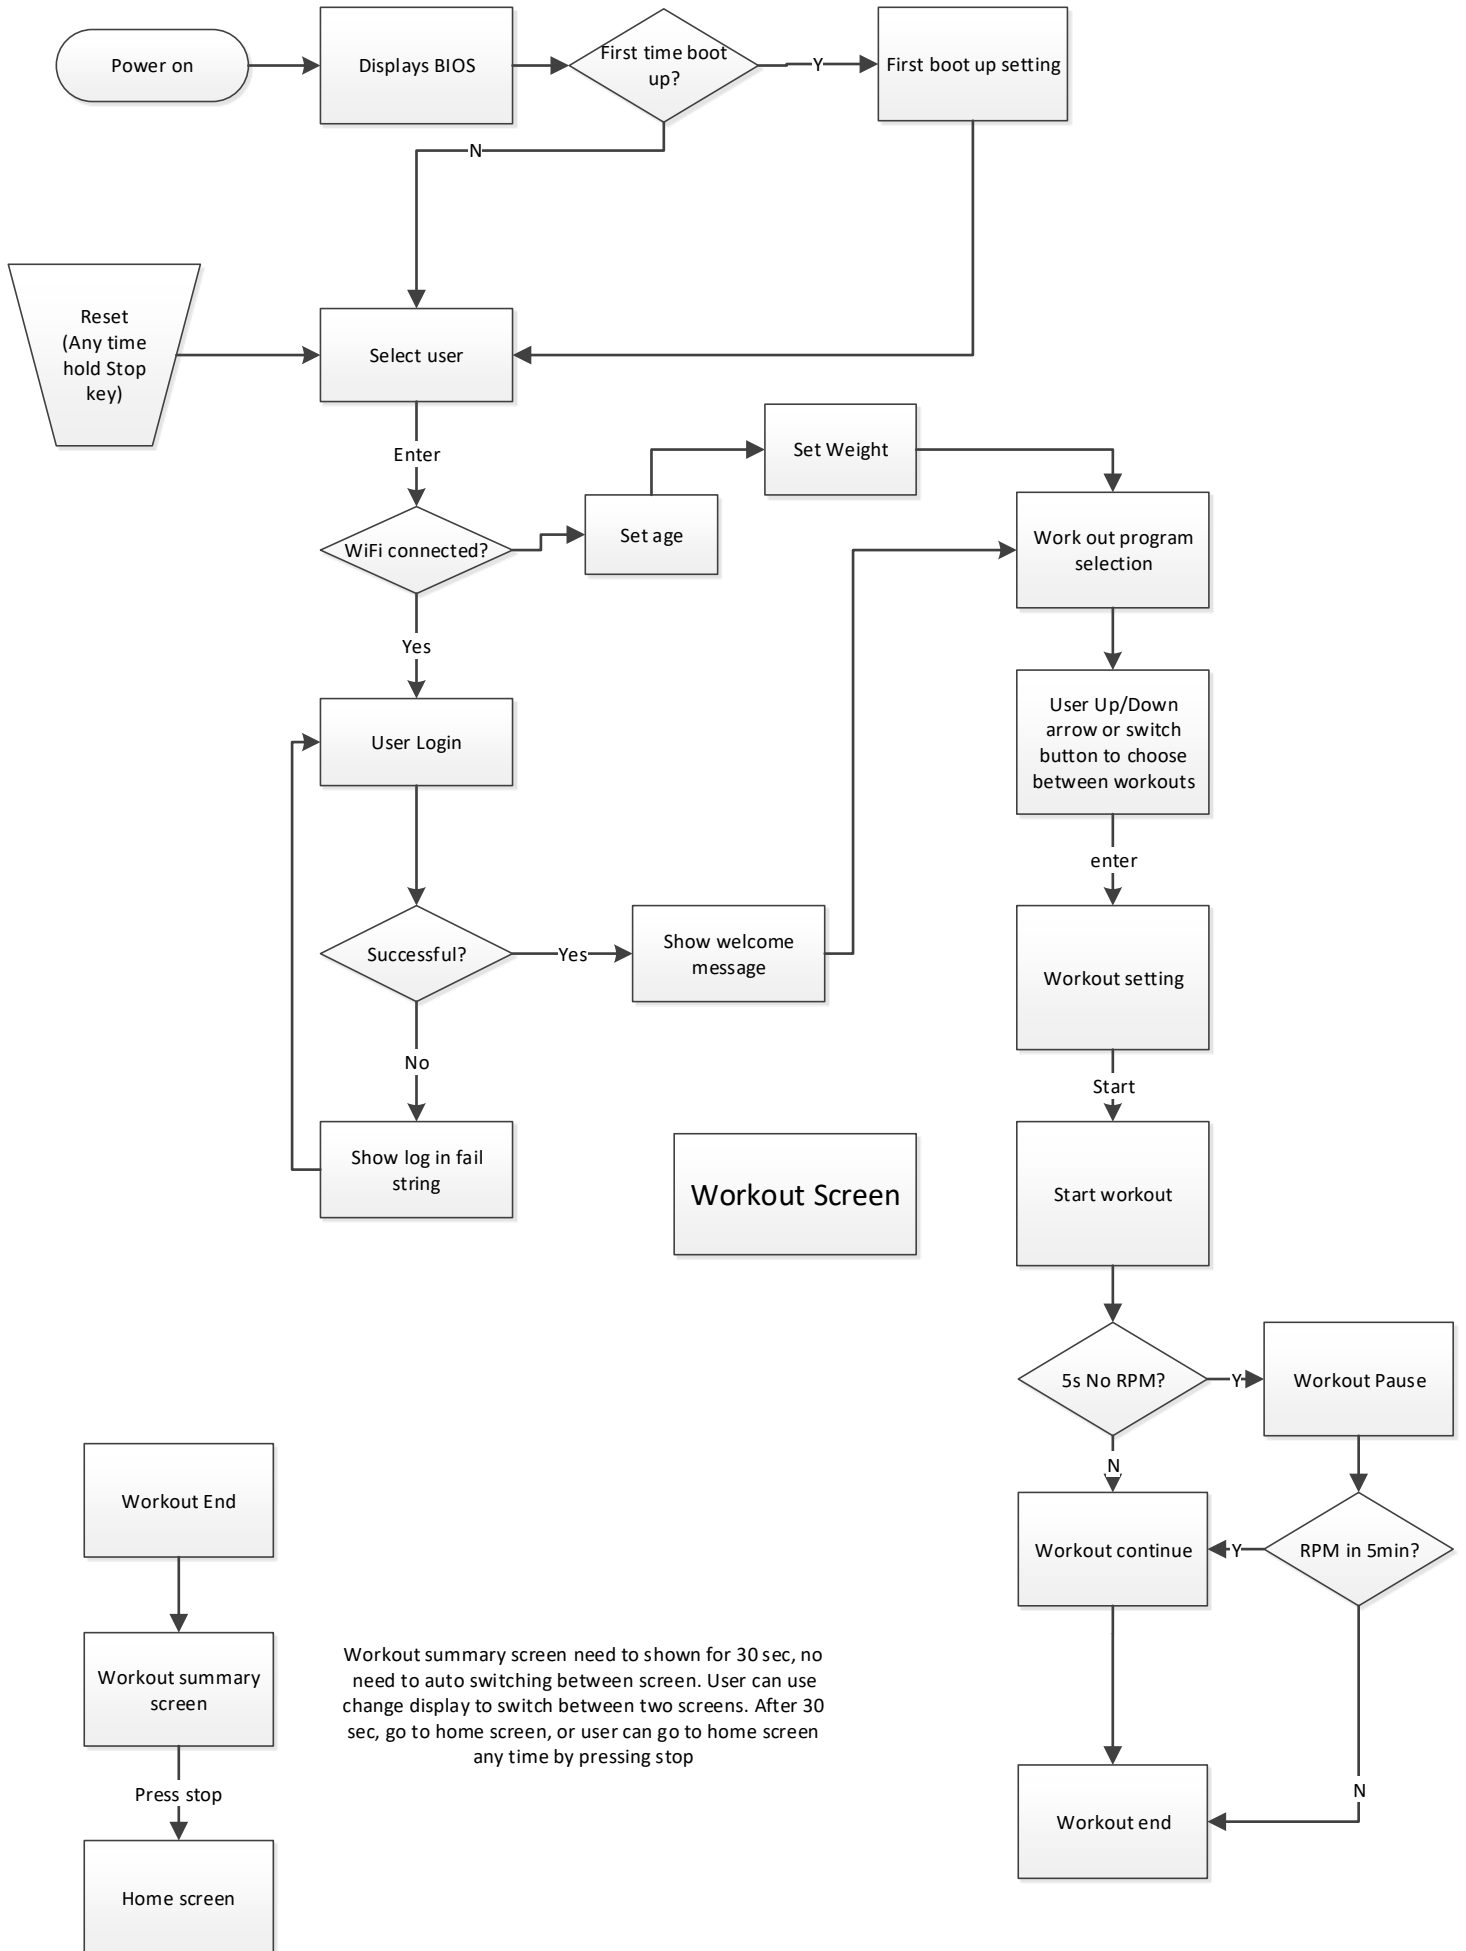 Power on
Displays BIOS
First time boot
up?
Y
First boot up setting
N
Reset
(Any time
hold Stop
key)
Select user
Enter
Set Weight
WiFi connected?
Set age
Work out program
selection
Yes
User Login
User Up/Down
arrow or switch
button to choose
between workouts
enter
Successful?
Yes
Show welcome
message
Workout setting
No
Start
Show log in fail
string
Workout Screen
Start workout
5s No RPM?
Y
Workout Pause
N
Workout continue
Y
RPM in 5min?
N
Workout end
Workout End
Workout summary
screen
Press stop
Home screen
Workout summary screen need to shown for 30 sec, no
need to auto switching between screen. User can use
change display to switch between two screens. After 30
sec, go to home screen, or user can go to home screen
any time by pressing stop